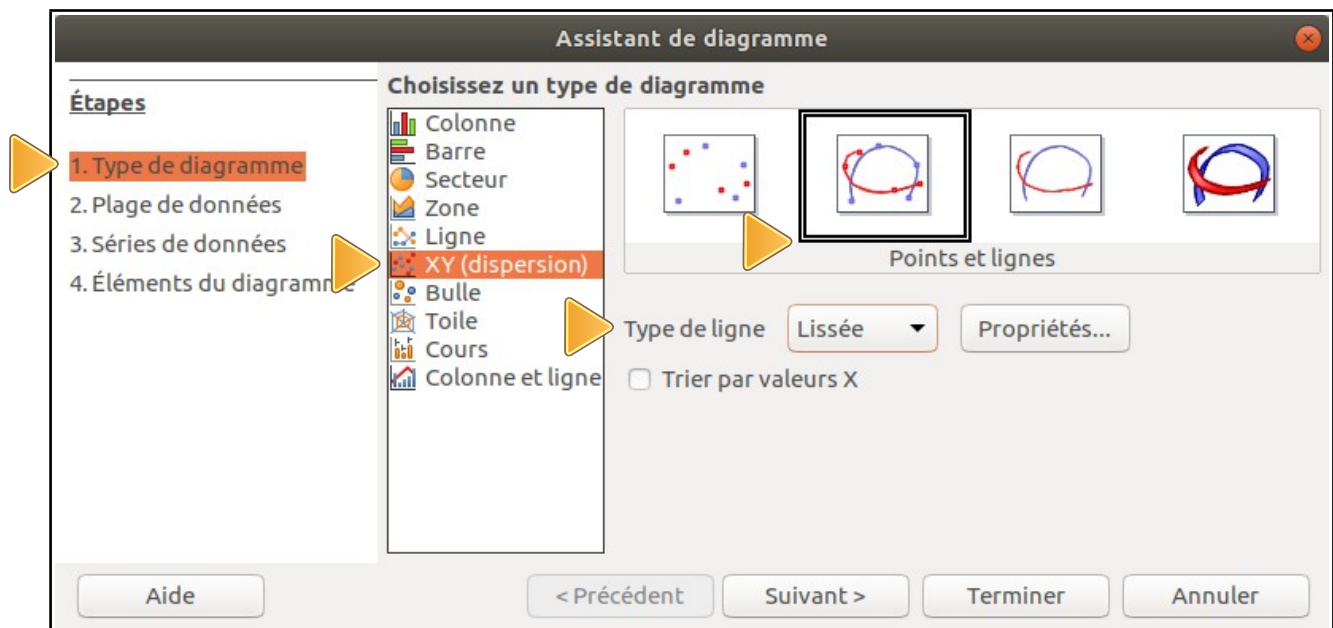 Assistant de diagramme
Étapes
1. Type de diagramme
2. Plage de données
3. Séries de données
4. Éléments du diagramme
Choisissez un type de diagramme
Colonne
Barre
Secteur
Zone
Ligne
XY (dispersion)
Bulle
Toile
Cours
Colonne et ligne
Points et lignes
Type de ligne Lissée Propriétés...
Trier par valeurs X
Aide < Précédent Suivant > Terminer Annuler